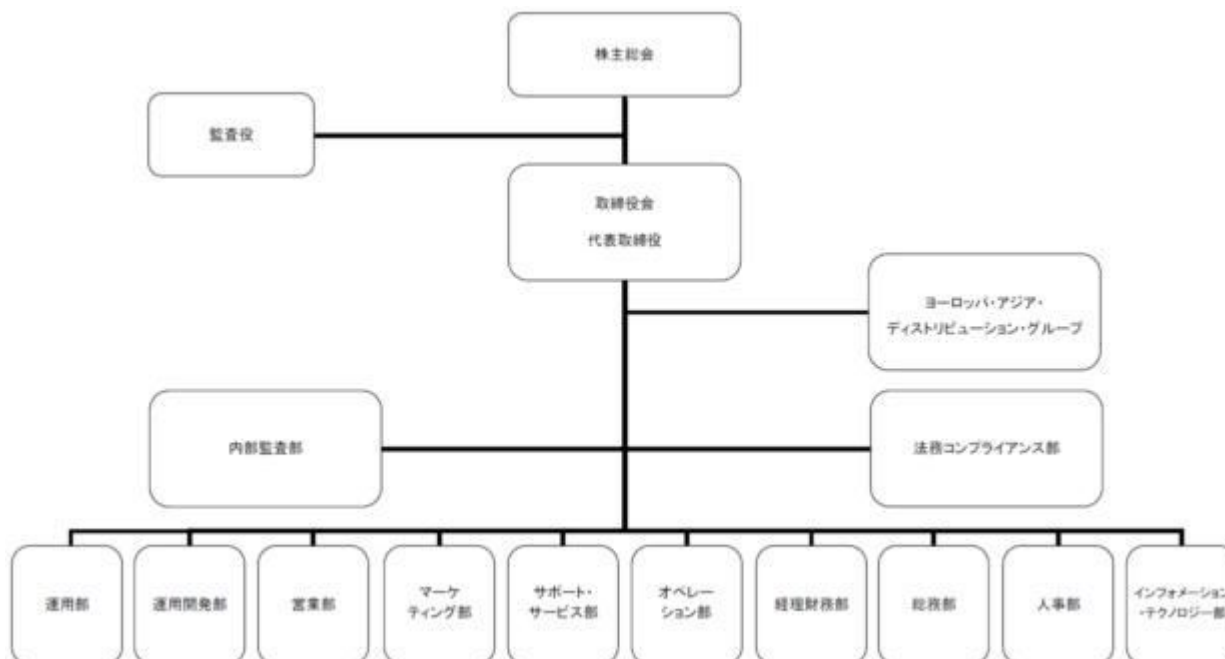 株主総会
監査役
取締役会
代表取締役
ヨーロッパ・アジア・
ディストリビューション・グループ
内部監査部
法務コンプライアンス部
運用部
運用開発部
営業部
マーケ
ティング部
サポート・
サービス部
オペレー
ション部
経理財務部
総務部
人事部
インフォメーション
・テクノロジー部